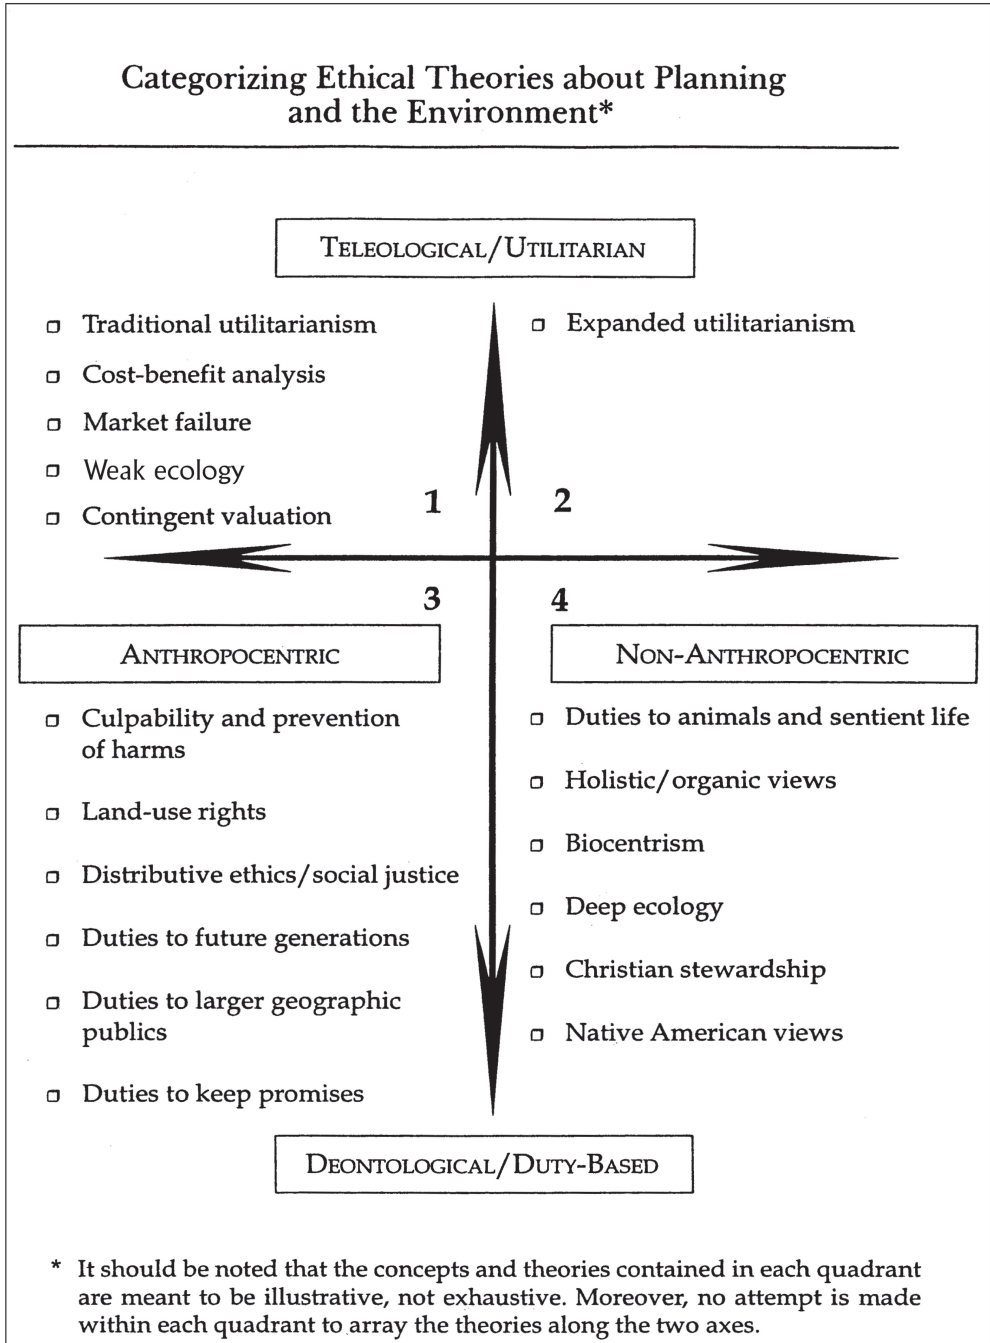 Categorizing Ethical Theories about Planning
and the Environment*
TELEOLOGICAL/UTILITARIAN
Traditional utilitarianism
Cost-benefit analysis
Market failure
Weak ecology
Contingent valuation
Expanded utilitarianism
1
2
3
4
ANTHROPOCENTRIC
Culpability and prevention
of harms
Land-use rights
Distributive ethics/social justice
Duties to future generations
Duties to larger geographic
publics
Duties to keep promises
NON-ANTHROPOCENTRIC
Duties to animals and sentient life
Holistic/organic views
Biocentrism
Deep ecology
Christian stewardship
Native American views
DEONTOLOGICAL/DUTY-BASED
* It should be noted that the concepts and theories contained in each quadrant
are meant to be illustrative, not exhaustive. Moreover, no attempt is made
within each quadrant to array the theories along the two axes.